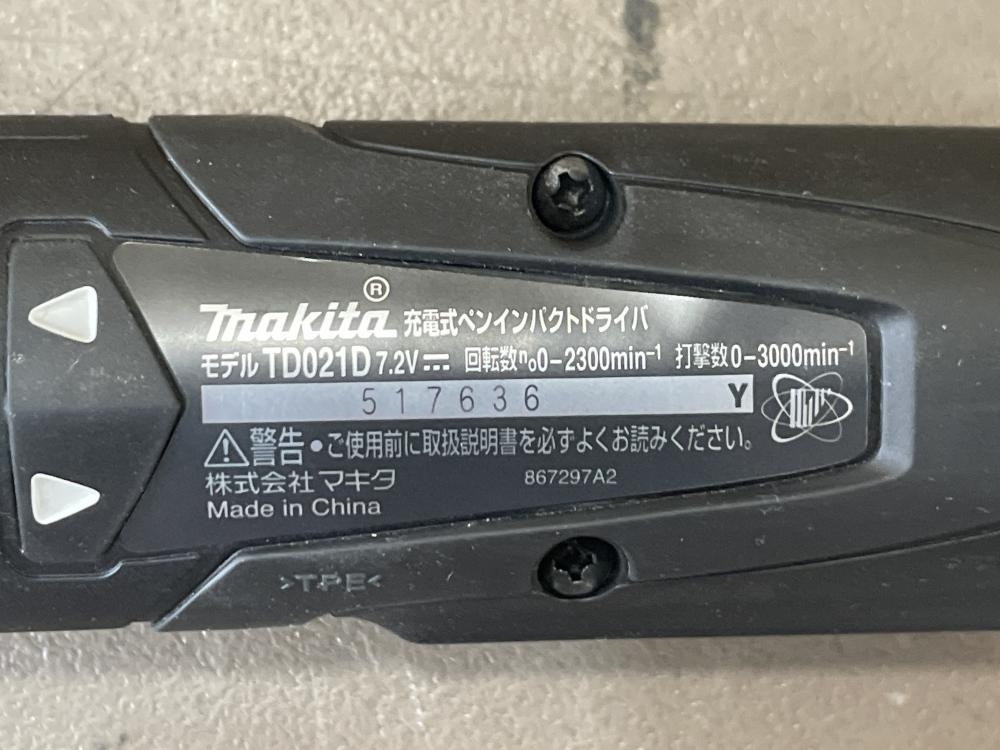 makita® 充電式ペンインパクトドライバ
モデル TD021D 7.2V⎓ 回転数 n₀0-2300min⁻¹ 打撃数 0-3000min⁻¹
517636 Y
⚠警告 •ご使用前に取扱説明書を必ずよくお読みください。
株式会社 マキタ 867297A2
Made in China
>TPE<